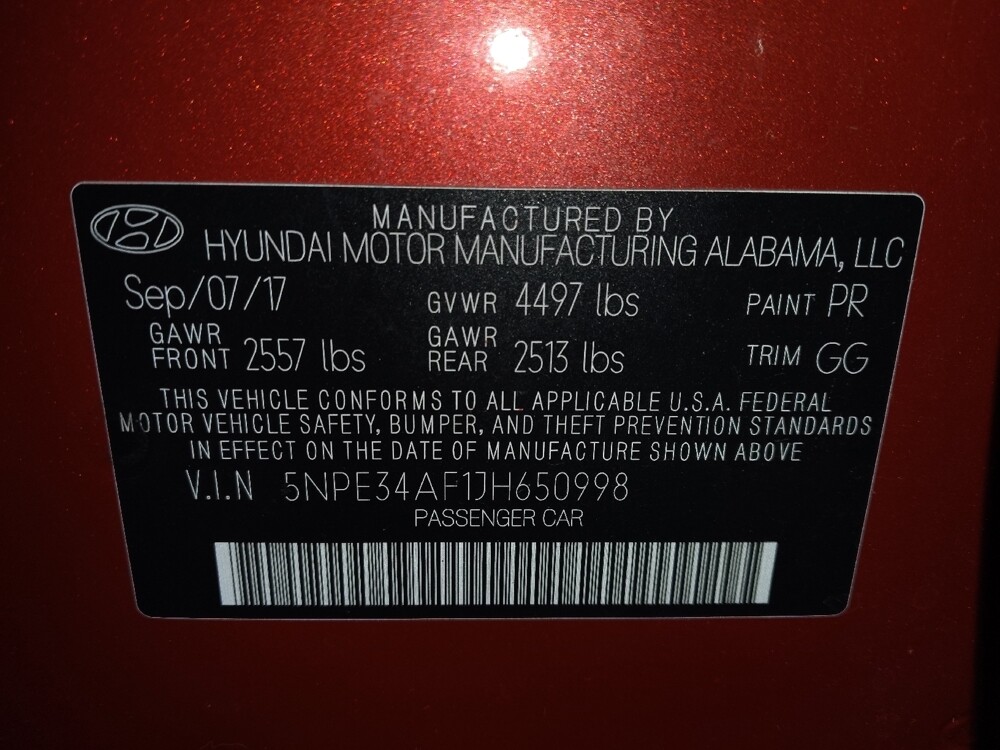 MANUFACTURED BY
HYUNDAI MOTOR MANUFACTURING ALABAMA, LLC
Sep/07/17 GVWR 4497 lbs PAINT PR
GAWR FRONT 2557 lbs GAWR REAR 2513 lbs TRIM GG
THIS VEHICLE CONFORMS TO ALL APPLICABLE U.S.A. FEDERAL
MOTOR VEHICLE SAFETY, BUMPER, AND THEFT PREVENTION STANDARDS
IN EFFECT ON THE DATE OF MANUFACTURE SHOWN ABOVE
V.I.N 5NPE34AF1JH650998
PASSENGER CAR